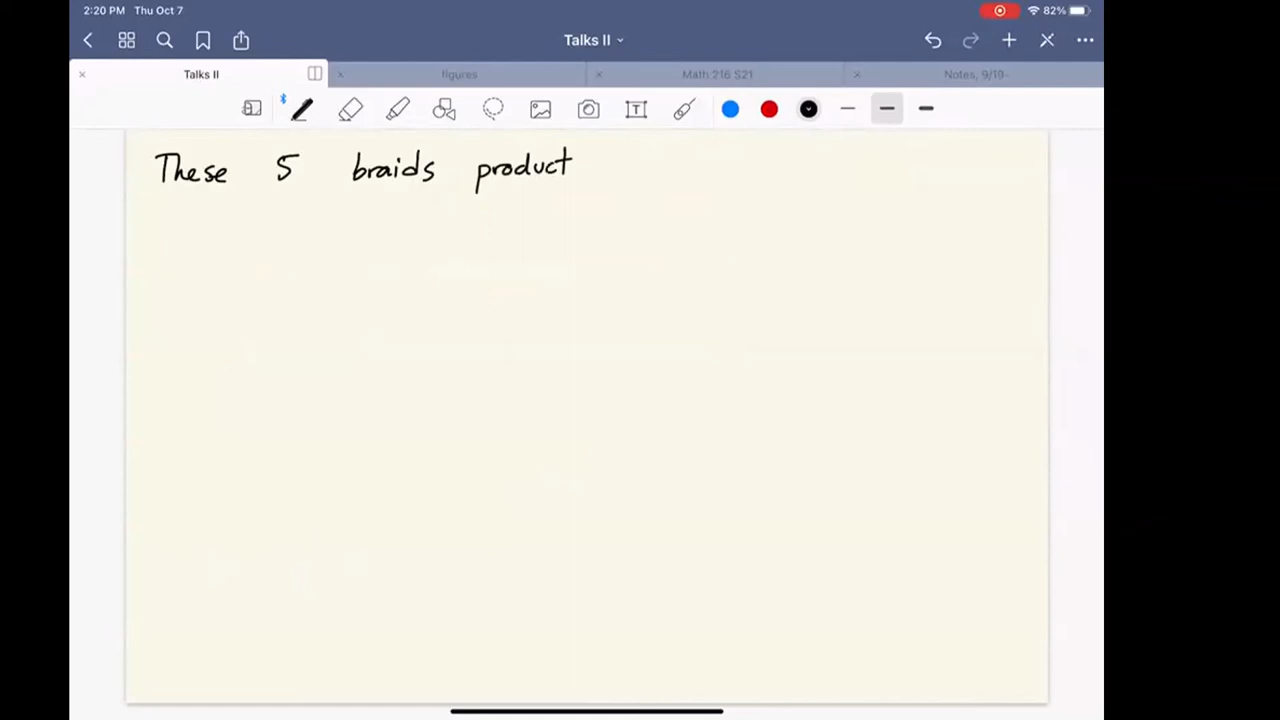 2:20 PM Thu Oct 7
82%
Talks II
Talks II
figures
Math 216 S21
Notes, 9/19-
T
These 5 braids product